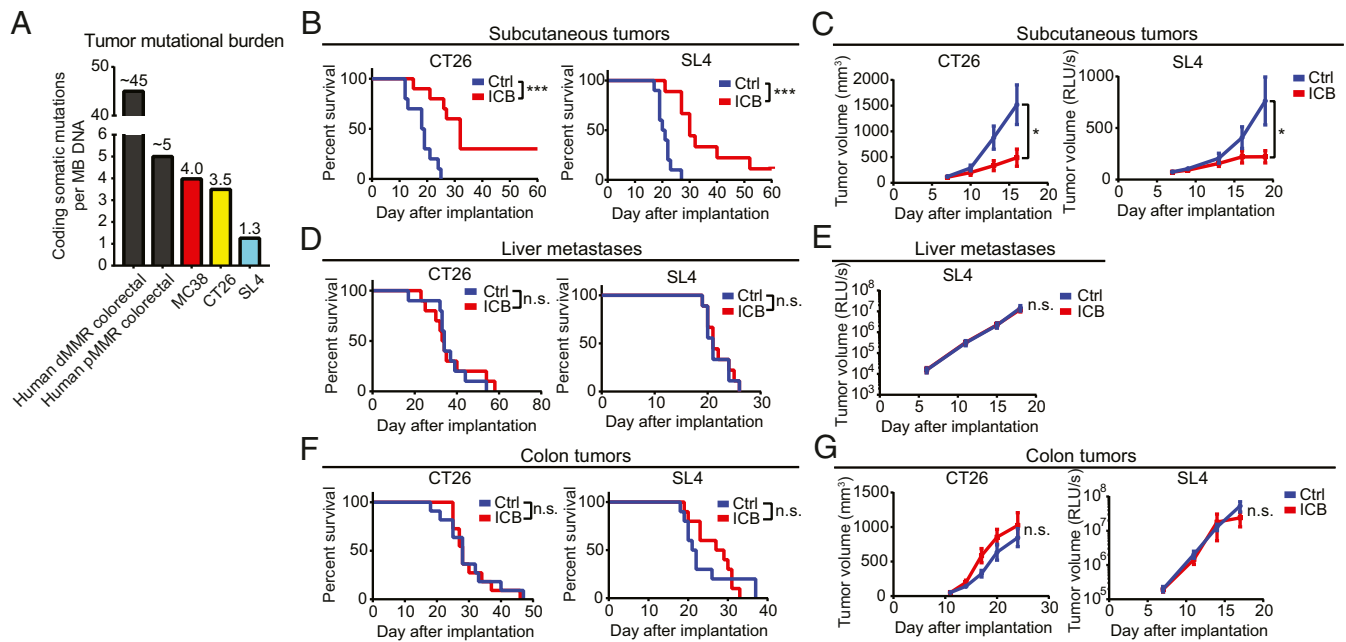 A
Tumor mutational burden
Coding somatic mutations
per MB DNA
50
40
6
5
4
3
2
1
0
~45
~5
4.0
3.5
1.3
Human dMMR colorectal
Human pMMR colorectal
MC38
CT26
SL4
B
Subcutaneous tumors
CT26
Percent survival
100
50
0
0 15 30 45 60
Day after implantation
Ctrl
ICB
***
SL4
Percent survival
100
50
0
0 10 20 30 40 50 60
Day after implantation
Ctrl
ICB
***
C
Subcutaneous tumors
CT26
Tumor volume (mm³)
2000
1500
1000
500
0
0 5 10 15 20
Day after implantation
*
SL4
Tumor volume (RLU/s)
1000
500
0
0 5 10 15 20
Day after implantation
*
Ctrl
ICB
D
Liver metastases
CT26
Percent survival
100
50
0
0 20 40 60 80
Day after implantation
Ctrl
ICB
n.s.
SL4
Percent survival
100
50
0
0 10 20 30
Day after implantation
Ctrl
ICB
n.s.
E
Liver metastases
SL4
Tumor volume (RLU/s)
10⁸
10⁷
10⁶
10⁵
10⁴
10³
0 5 10 15 20
Day after implantation
n.s.
Ctrl
ICB
F
Colon tumors
CT26
Percent survival
100
50
0
0 10 20 30 40 50
Day after implantation
Ctrl
ICB
n.s.
SL4
Percent survival
100
50
0
0 10 20 30 40
Day after implantation
Ctrl
ICB
n.s.
G
Colon tumors
CT26
Tumor volume (mm³)
1500
1000
500
0
0 10 20 30
Day after implantation
n.s.
SL4
Tumor volume (RLU/s)
10⁸
10⁷
10⁶
10⁵
0 5 10 15 20
Day after implantation
n.s.
Ctrl
ICB